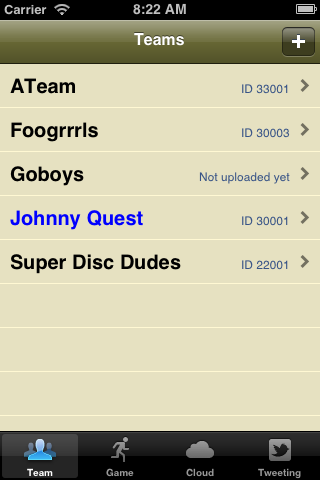 Carrier 8:22 AM
Teams +
ATeam ID 33001
Foogrrrls ID 30003
Goboys Not uploaded yet
Johnny Quest ID 30001
Super Disc Dudes ID 22001
Team Game Cloud Tweeting